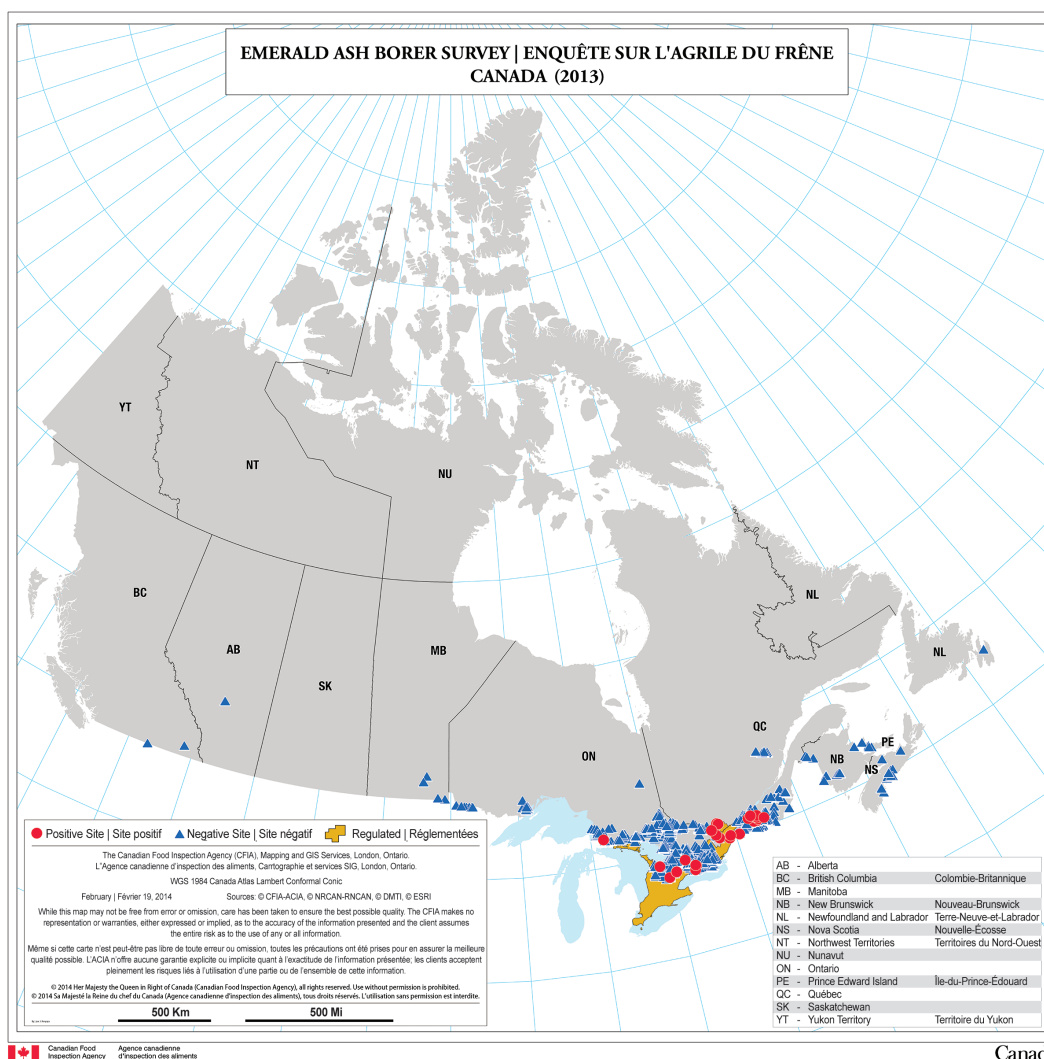 EMERALD ASH BORER SURVEY | ENQUÊTE SUR L'AGRILE DU FRÊNE
CANADA (2013)
YT
NT
NU
BC
AB
SK
MB
ON
QC
NL
NL
NB
PE
NS
Positive Site | Site positif
Negative Site | Site négatif
Regulated | Réglementées
The Canadian Food Inspection Agency (CFIA), Mapping and GIS Services, London, Ontario.
L"Agence canadienne d'inspection des aliments, Cartographie et services SIG, London, Ontario.
WGS 1984 Canada Atlas Lambert Conformal Conic
February | Février 19, 2014 Sources: © CFIA-ACIA, © NRCAN-RNCAN, © DMTI, © ESRI
While this map may not be free from error or omission, care has been taken to ensure the best possible quality. The CFIA makes no
representation or warranties, either expressed or implied, as to the accuracy of the information presented and the client assumes
the entire risk as to the use of any or all information.
Même si cette carte n'est peut-être pas libre de toute erreur ou omission, toutes les précautions ont été prises pour en assurer la meilleure
qualité possible. L'ACIA n'offre aucune garantie explicite ou implicite quant à l'exactitude de l'information présentée; les clients acceptent
pleinement les risques liés à l'utilisation d'une partie ou de l'ensemble de cette information.
© 2014 Her Majesty the Queen in Right of Canada (Canadian Food Inspection Agency), all rights reserved. Use without permission is prohibited.
© 2014 Sa Majesté la Reine du chef du Canada (Agence canadienne d'inspection des aliments), tous droits réservés. L'utilisation sans permission est interdite.
500 Km 500 Mi
AB - Alberta
BC - British Columbia Colombie-Britannique
MB - Manitoba
NB - New Brunswick Nouveau-Brunswick
NL - Newfoundland and Labrador Terre-Neuve-et-Labrador
NS - Nova Scotia Nouvelle-Écosse
NT - Northwest Territories Territoires du Nord-Ouest
NU - Nunavut
ON - Ontario
PE - Prince Edward Island Île-du-Prince-Édouard
QC - Québec
SK - Saskatchewan
YT - Yukon Territory Territoire du Yukon
Canadian Food Agence canadienne
Inspection Agency d'inspection des aliments
Canad